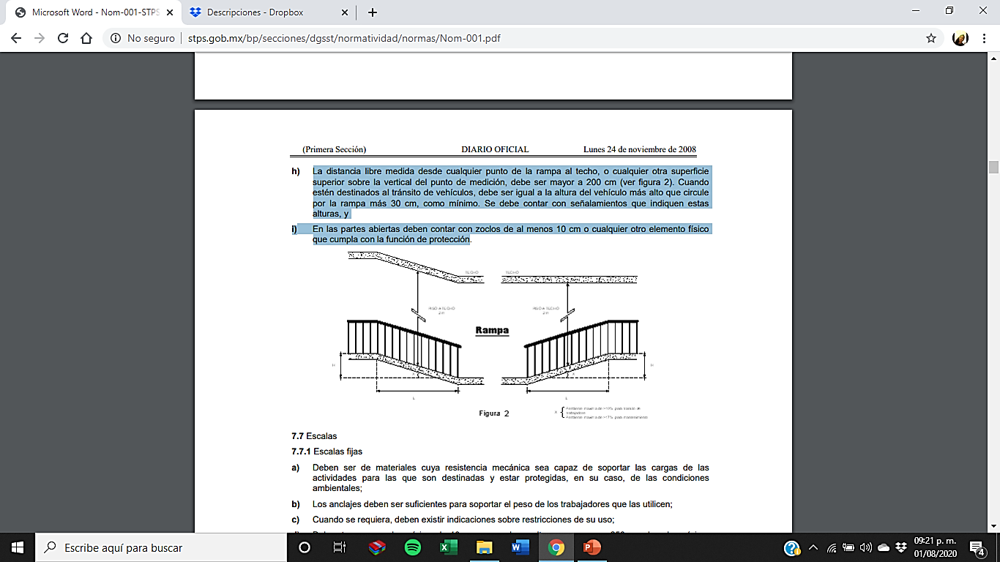 Microsoft Word - Nom-001-STPS
Descripciones - Dropbox
No seguro
stps.gob.mx/bp/secciones/dgsst/normatividad/normas/Nom-001.pdf
(Primera Sección) DIARIO OFICIAL Lunes 24 de noviembre de 2008
h) La distancia libre medida desde cualquier punto de la rampa al techo, o cualquier otra superficie
superior sobre la vertical del punto de medición, debe ser mayor a 200 cm (ver figura 2). Cuando
estén destinados al tránsito de vehículos, debe ser igual a la altura del vehículo más alto que circule
por la rampa más 30 cm, como mínimo. Se debe contar con señalamientos que indiquen estas
alturas, y
i) En las partes abiertas deben contar con zoclos de al menos 10 cm o cualquier otro elemento físico
que cumpla con la función de protección.
TECHO TECHO
PISO A TECHO PISO A TECHO
Rampa
H H
L L
Figura 2
7.7 Escalas
7.7.1 Escalas fijas
a) Deben ser de materiales cuya resistencia mecánica sea capaz de soportar las cargas de las
actividades para las que son destinadas y estar protegidas, en su caso, de las condiciones
ambientales;
b) Los anclajes deben ser suficientes para soportar el peso de los trabajadores que las utilicen;
c) Cuando se requiera, deben existir indicaciones sobre restricciones de su uso;
Escribe aquí para buscar
09:21 p. m.
01/08/2020
4